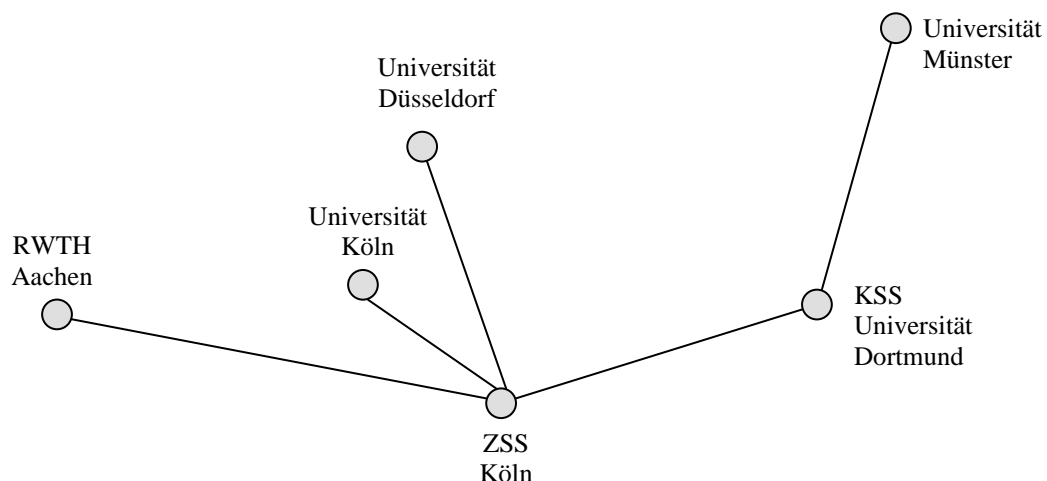 Universität
Münster
Universität
Düsseldorf
Universität
Köln
RWTH
Aachen
KSS
Universität
Dortmund
ZSS
Köln